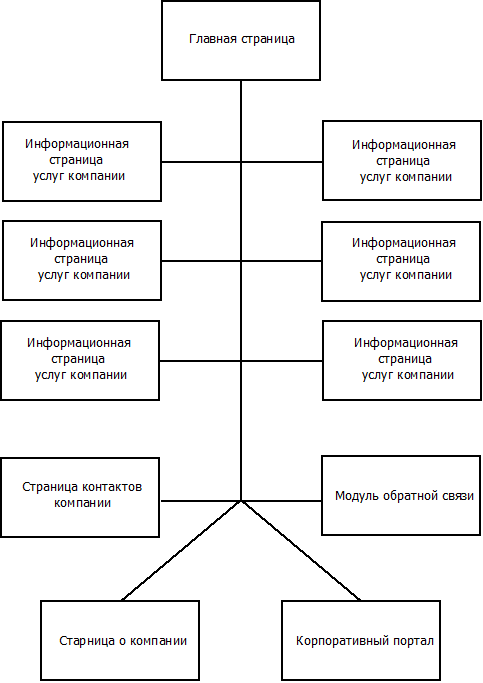 Главная страница
Информационная
страница
услуг компании
Информационная
страница
услуг компании
Информационная
страница
услуг компании
Информационная
страница
услуг компании
Информационная
страница
услуг компании
Информационная
страница
услуг компании
Страница контактов
компании
Модуль обратной связи
Старница о компании
Корпоративный портал